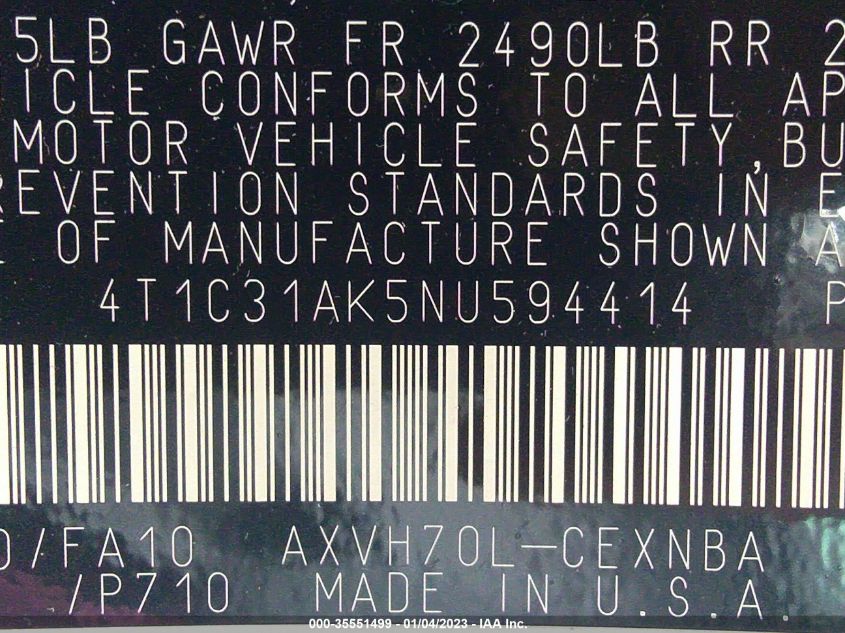 5LB GAWR FR 2490LB RR 2
ICLE CONFORMS TO ALL AP
MOTOR VEHICLE SAFETY, BU
REVENTION STANDARDS IN E
OF MANUFACTURE SHOWN A
4T1C31AK5NU594414 P
/FA10 AXVH70L-CEXNBA
/P710 MADE IN U.S.A.
000-35551499 - 01/04/2023 - IAA Inc.